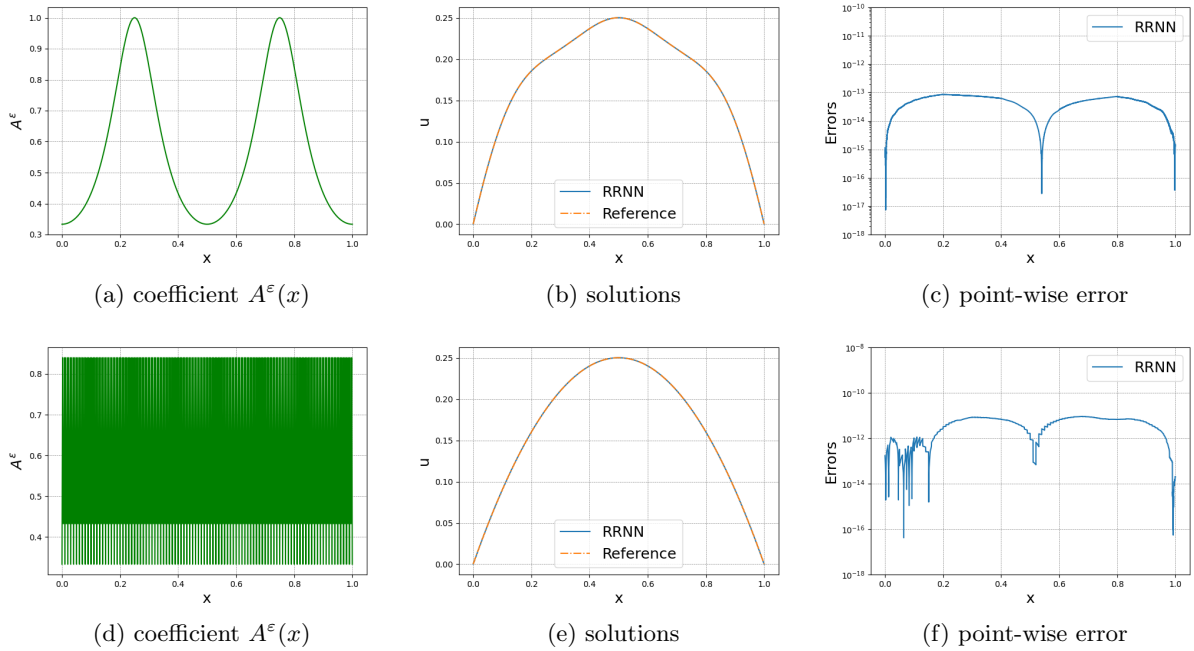 1.0
0.9
0.8
0.7
0.6
0.5
0.4
0.3
A^ε
0.0 0.2 0.4 0.6 0.8 1.0
x
(a) coefficient A^ε(x)
0.25
0.20
0.15
0.10
0.05
0.00
u
RRNN
Reference
0.0 0.2 0.4 0.6 0.8 1.0
x
(b) solutions
10^-10
10^-11
10^-12
10^-13
10^-14
10^-15
10^-16
10^-17
10^-18
Errors
RRNN
0.0 0.2 0.4 0.6 0.8 1.0
x
(c) point-wise error
0.8
0.7
0.6
0.5
0.4
A^ε
0.0 0.2 0.4 0.6 0.8 1.0
x
(d) coefficient A^ε(x)
0.25
0.20
0.15
0.10
0.05
0.00
u
RRNN
Reference
0.0 0.2 0.4 0.6 0.8 1.0
x
(e) solutions
10^-8
10^-10
10^-12
10^-14
10^-16
10^-18
Errors
RRNN
0.0 0.2 0.4 0.6 0.8 1.0
x
(f) point-wise error